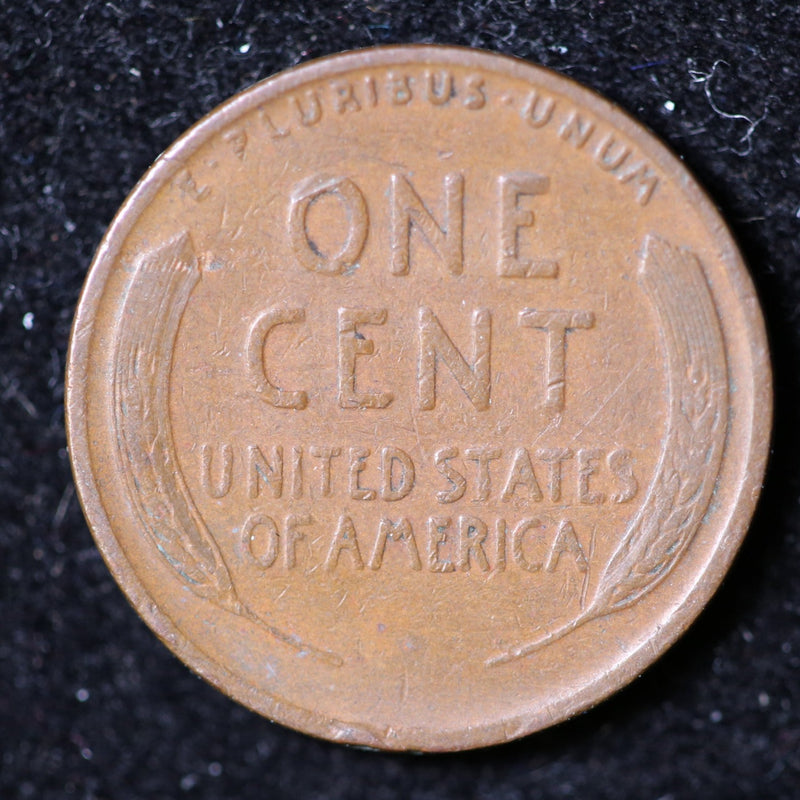 E · PLURIBUS · UNUM
ONE
CENT
UNITED STATES
OF AMERICA